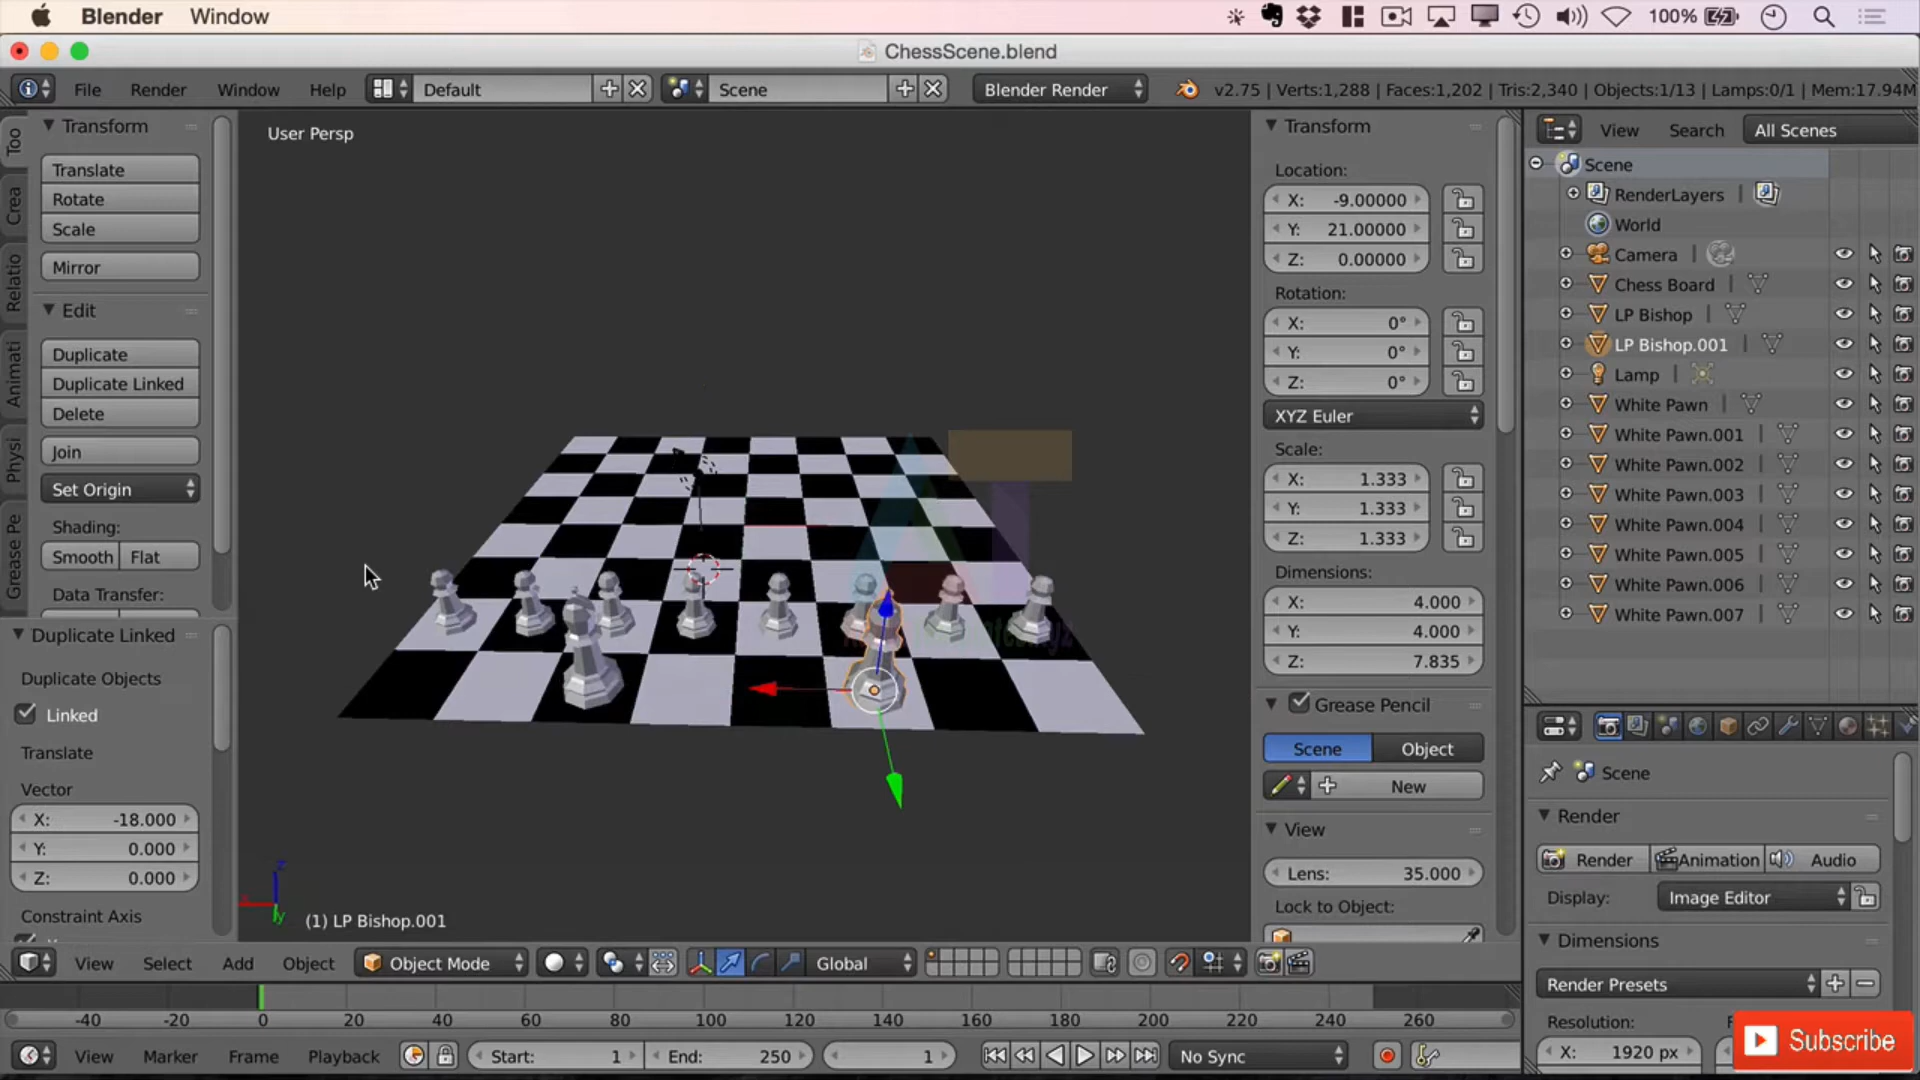 Blender Window 100%
ChessScene.blend
File Render Window Help Default Scene Blender Render v2.75 | Verts:1,288 | Faces:1,202 | Tris:2,340 | Objects:1/13 | Lamps:0/1 | Mem:17.94M
Too
Crea
Relatio
Animati
Physi
Grease Pe
Transform
Translate
Rotate
Scale
Mirror
Edit
Duplicate
Duplicate Linked
Delete
Join
Set Origin
Shading:
Smooth Flat
Data Transfer:
Duplicate Linked
Duplicate Objects
Linked
Translate
Vector
X: -18.000
Y: 0.000
Z: 0.000
Constraint Axis
User Persp
z
y
(1) LP Bishop.001
Transform
Location:
X: -9.00000
Y: 21.00000
Z: 0.00000
Rotation:
X: 0°
Y: 0°
Z: 0°
XYZ Euler
Scale:
X: 1.333
Y: 1.333
Z: 1.333
Dimensions:
X: 4.000
Y: 4.000
Z: 7.835
Grease Pencil
Scene Object
New
View
Lens: 35.000
Lock to Object:
View Search All Scenes
Scene
RenderLayers |
World
Camera |
Chess Board |
LP Bishop |
LP Bishop.001 |
Lamp |
White Pawn |
White Pawn.001 |
White Pawn.002 |
White Pawn.003 |
White Pawn.004 |
White Pawn.005 |
White Pawn.006 |
White Pawn.007 |
Scene
Render
Render Animation Audio
Display: Image Editor
Dimensions
Render Presets
Resolution:
X: 1920 px
Subscribe
View Select Add Object Object Mode Global
-40 -20 0 20 40 60 80 100 120 140 160 180 200 220 240 260
View Marker Frame Playback Start: 1 End: 250 1 No Sync